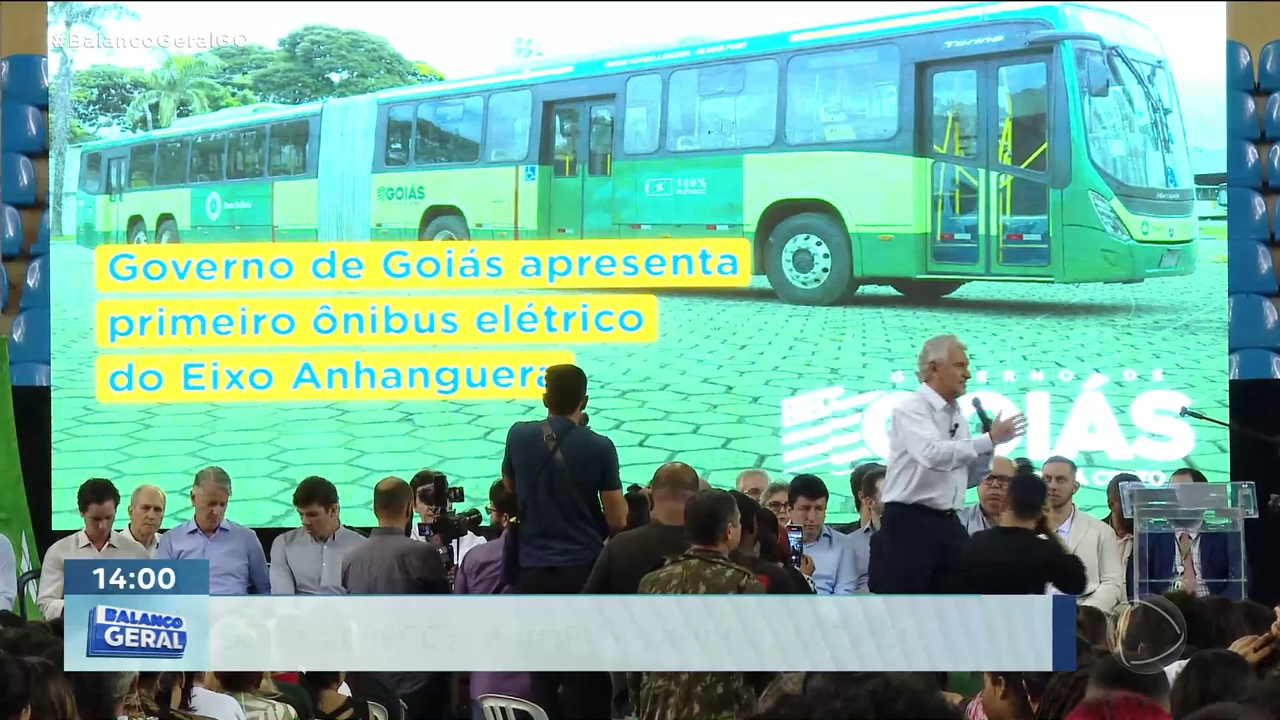 #BalancoGeralGO
Torino
GOIÁS
100%
Governo de Goiás apresenta
primeiro ônibus elétrico
do Eixo Anhanguera
GOVERNO DE
GOIÁS
14:00
BALANÇO
GERAL